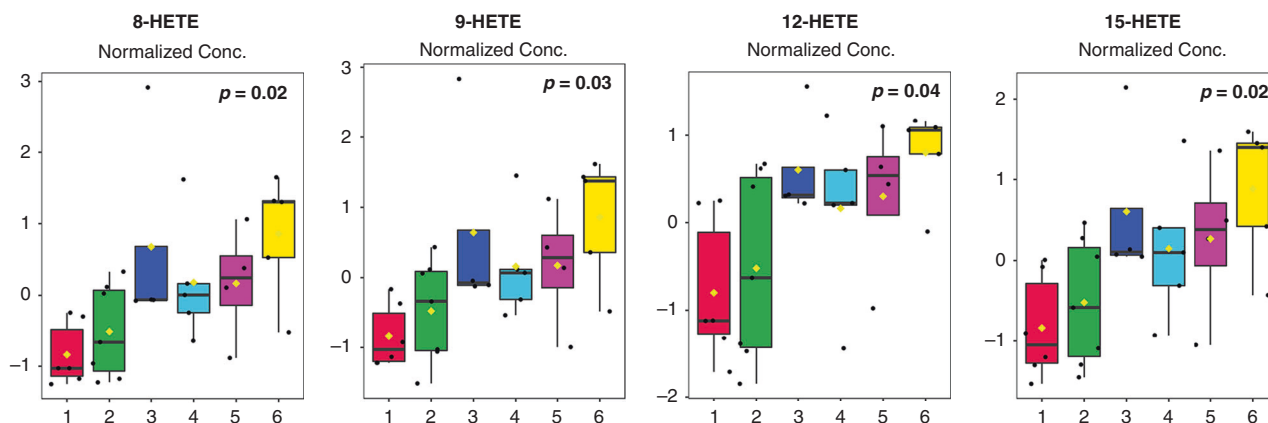 8-HETE
Normalized Conc.
p = 0.02
3
2
1
0
–1
1 2 3 4 5 6
9-HETE
Normalized Conc.
p = 0.03
3
2
1
0
–1
1 2 3 4 5 6
12-HETE
Normalized Conc.
p = 0.04
1
0
–1
–2
1 2 3 4 5 6
15-HETE
Normalized Conc.
p = 0.02
2
1
0
–1
1 2 3 4 5 6